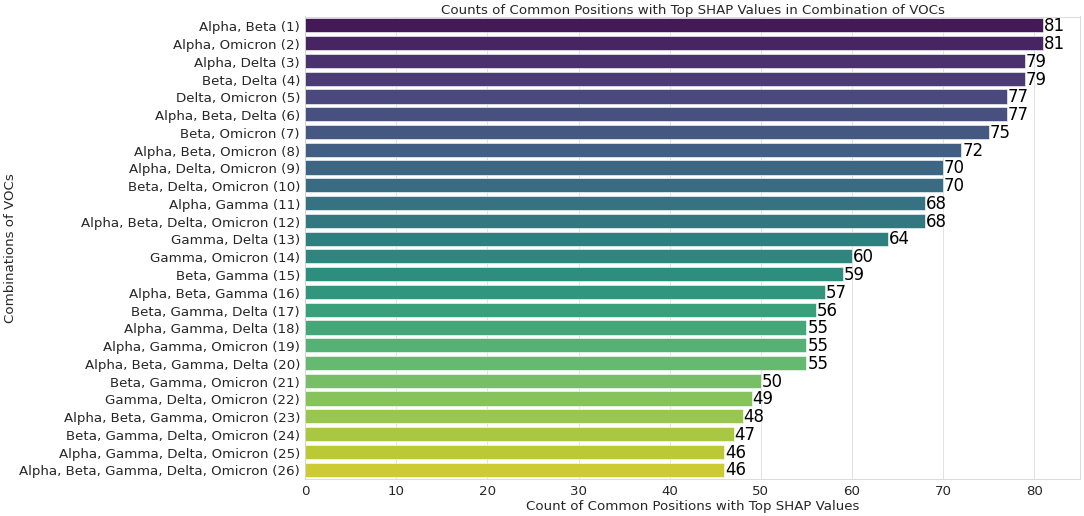 Counts of Common Positions with Top SHAP Values in Combination of VOCs
Combinations of VOCs
Alpha, Beta (1) 81
Alpha, Omicron (2) 81
Alpha, Delta (3) 79
Beta, Delta (4) 79
Delta, Omicron (5) 77
Alpha, Beta, Delta (6) 77
Beta, Omicron (7) 75
Alpha, Beta, Omicron (8) 72
Alpha, Delta, Omicron (9) 70
Beta, Delta, Omicron (10) 70
Alpha, Gamma (11) 68
Alpha, Beta, Delta, Omicron (12) 68
Gamma, Delta (13) 64
Gamma, Omicron (14) 60
Beta, Gamma (15) 59
Alpha, Beta, Gamma (16) 57
Beta, Gamma, Delta (17) 56
Alpha, Gamma, Delta (18) 55
Alpha, Gamma, Omicron (19) 55
Alpha, Beta, Gamma, Delta (20) 55
Beta, Gamma, Omicron (21) 50
Gamma, Delta, Omicron (22) 49
Alpha, Beta, Gamma, Omicron (23) 48
Beta, Gamma, Delta, Omicron (24) 47
Alpha, Gamma, Delta, Omicron (25) 46
Alpha, Beta, Gamma, Delta, Omicron (26) 46
0 10 20 30 40 50 60 70 80
Count of Common Positions with Top SHAP Values